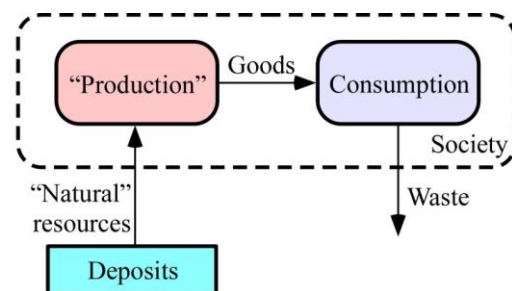 Goods
“Production”
Consumption
Society
“Natural”
resources
Waste
Deposits